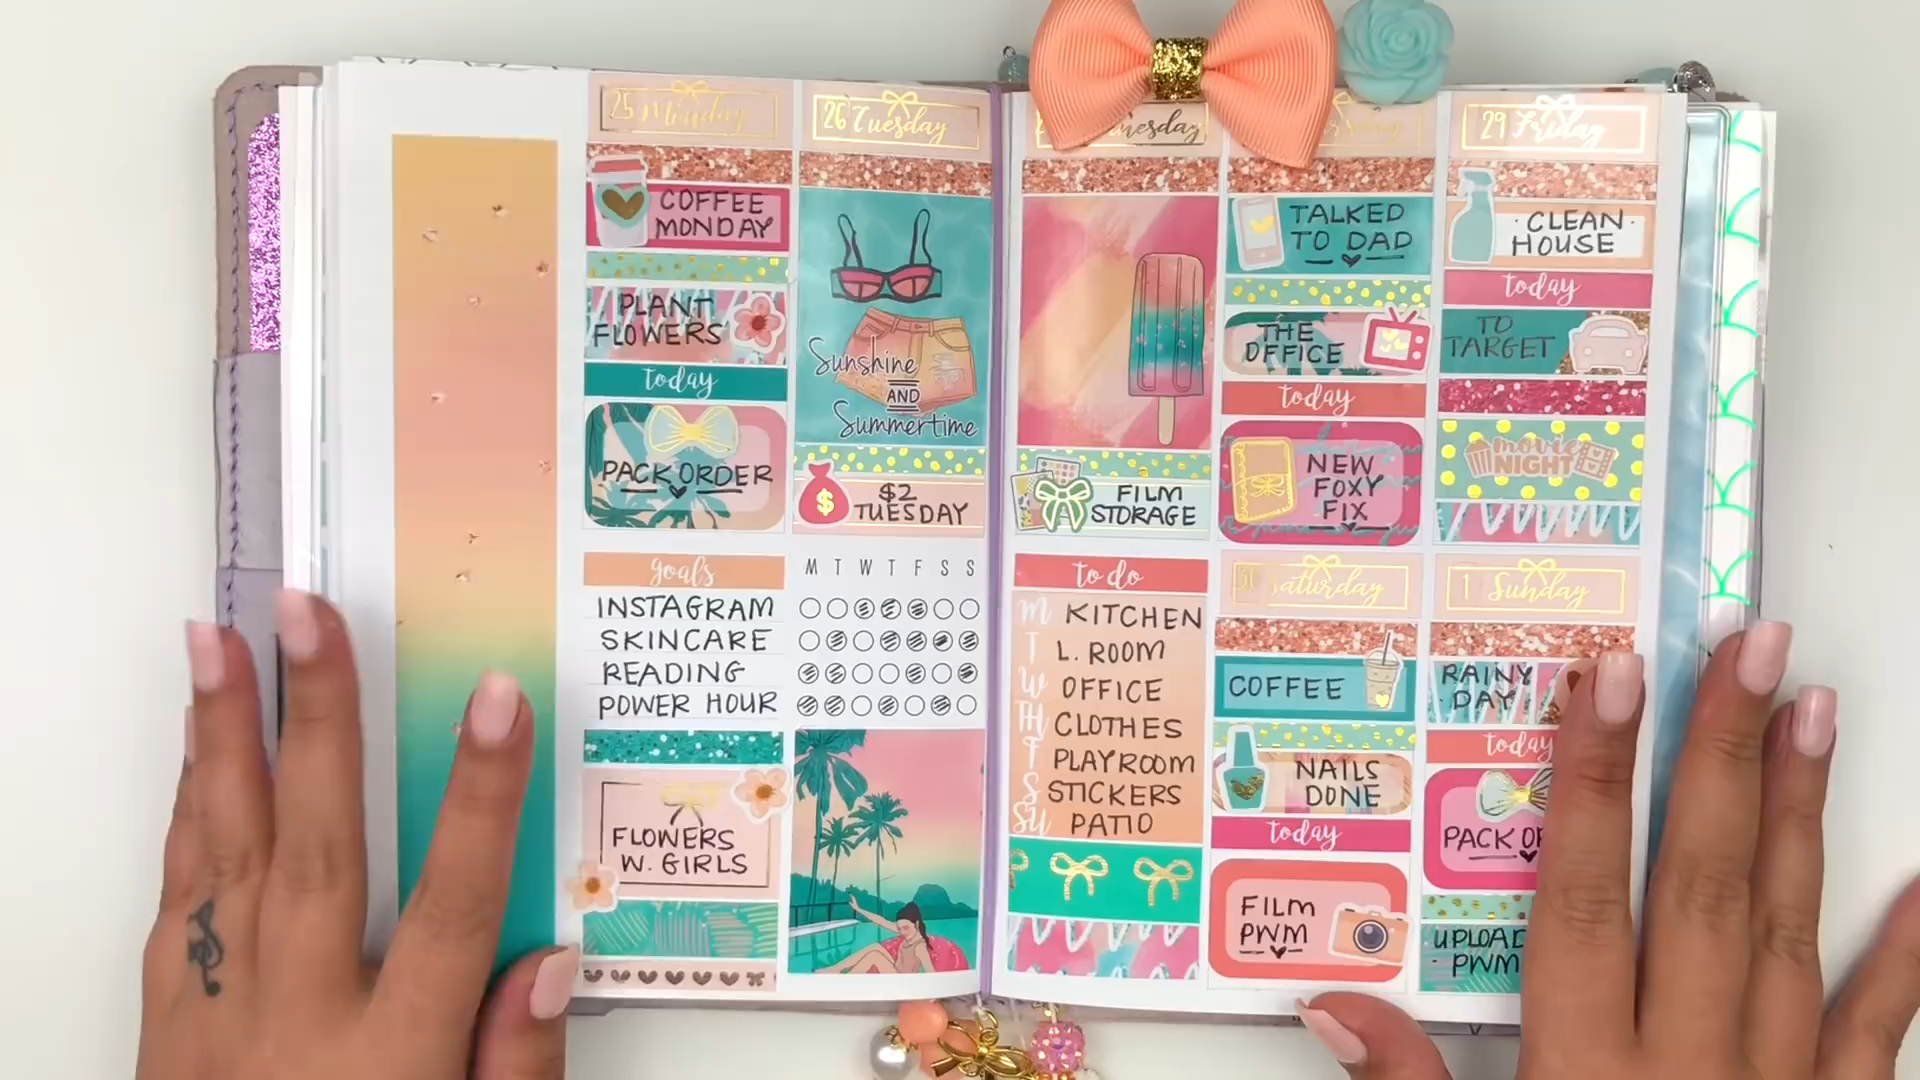 25 Monday
COFFEE
MONDAY
PLANT
FLOWERS
today
PACK ORDER
26 Tuesday
Sunshine
AND
Summertime
$
$2
TUESDAY
goals
M T W T F S S
INSTAGRAM
SKINCARE
READING
POWER HOUR
FLOWERS
W. GIRLS
FILM
STORAGE
to do
M KITCHEN
T L. ROOM
W OFFICE
TH CLOTHES
F PLAYROOM
S STICKERS
SU PATIO
TALKED
TO DAD
THE
OFFICE
today
NEW
FOXY
FIX
29 Friday
CLEAN
HOUSE
today
TO
TARGET
movie
NIGHT
Saturday
COFFEE
NAILS
DONE
today
FILM
PWM
1 Sunday
RAINY
DAY
today
PACK
UPLOAD
PWM